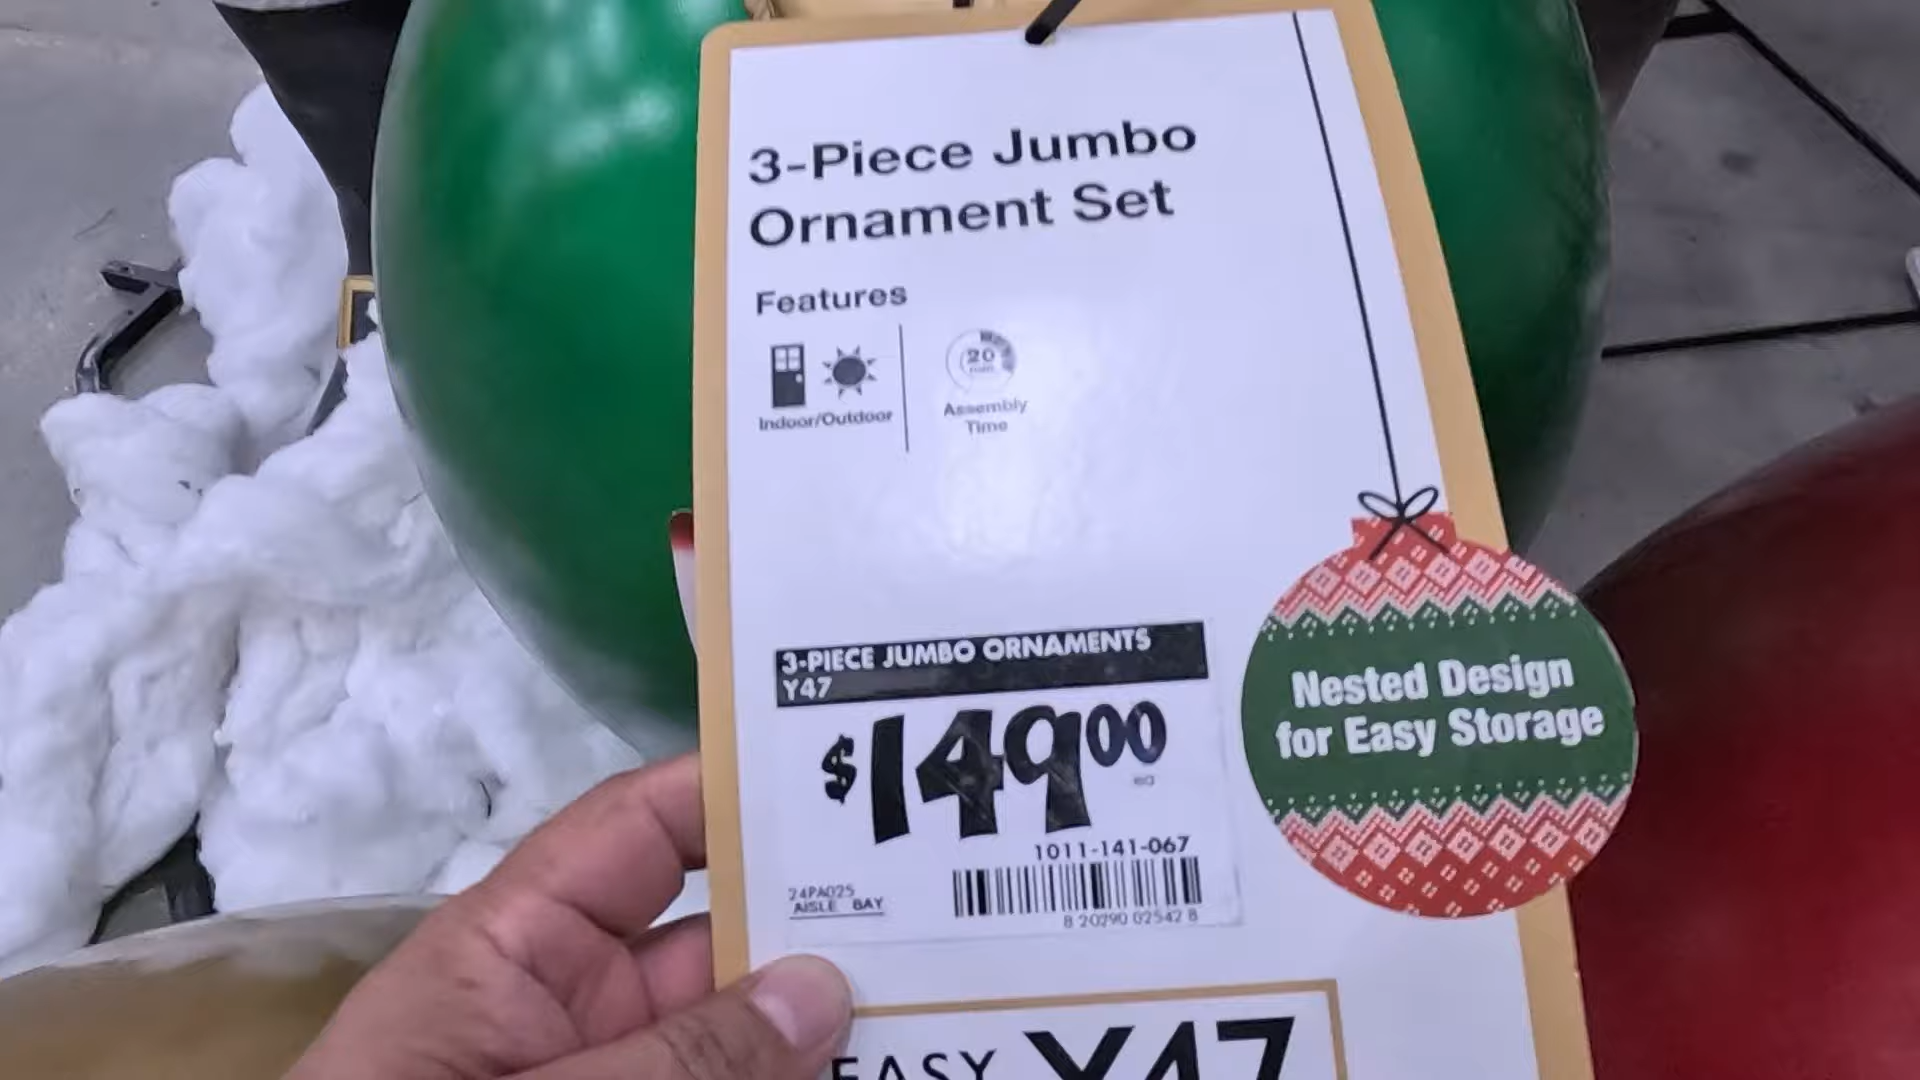 3-Piece Jumbo
Ornament Set
Features
20
min
Indoor/Outdoor
Assembly
Time
3-PIECE JUMBO ORNAMENTS
Y47
$149 00
ea
1011-141-067
24PA025
AISLE BAY
8 20290 02542 8
Nested Design
for Easy Storage
EASY Y47